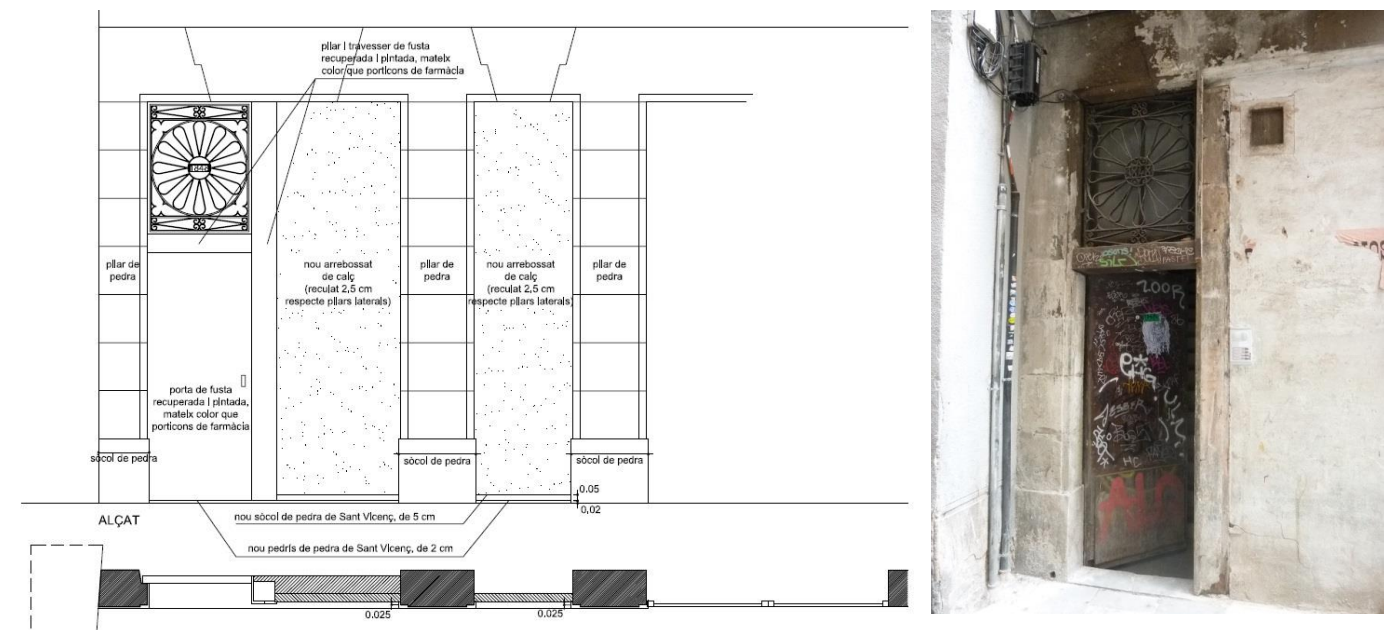 pilar i travesser de fusta
recuperada i pintada, mateix
color que porticons de farmàcia
1848
pilar de
pedra
nou arrebossat
de calç
(reculat 2,5 cm
respecte pilars laterals)
pilar de
pedra
nou arrebossat
de calç
(reculat 2,5 cm
respecte pilars laterals)
pilar de
pedra
porta de fusta
recuperada i pintada,
mateix color que
porticons de farmàcia
sòcol de pedra
sòcol de pedra
sòcol de pedra
0.05
0,02
ALÇAT
nou sòcol de pedra de Sant Vicenç, de 5 cm
nou pedrís de pedra de Sant Vicenç, de 2 cm
0.025
0.025
1848
ZOOR
HC